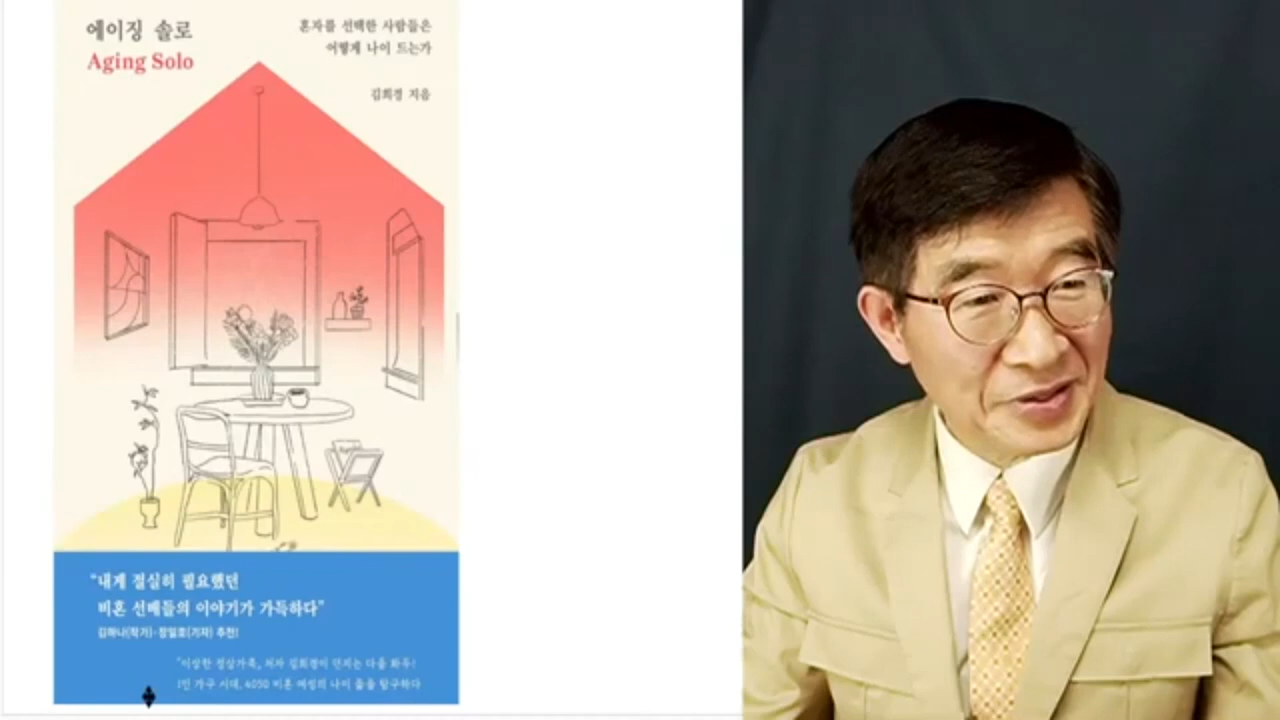 에이징 솔로
Aging Solo
혼자를 선택한 사람들은
어떻게 나이 드는가
김희경 지음
“내게 절실히 필요했던
비혼 선배들의 이야기가 가득하다”
김하나(작가)·장일호(기자) 추천!
『이상한 정상가족』 저자 김희경이 던지는 다음 화두!
1인 가구 시대, 4050 비혼 여성의 나이 듦을 탐구하다